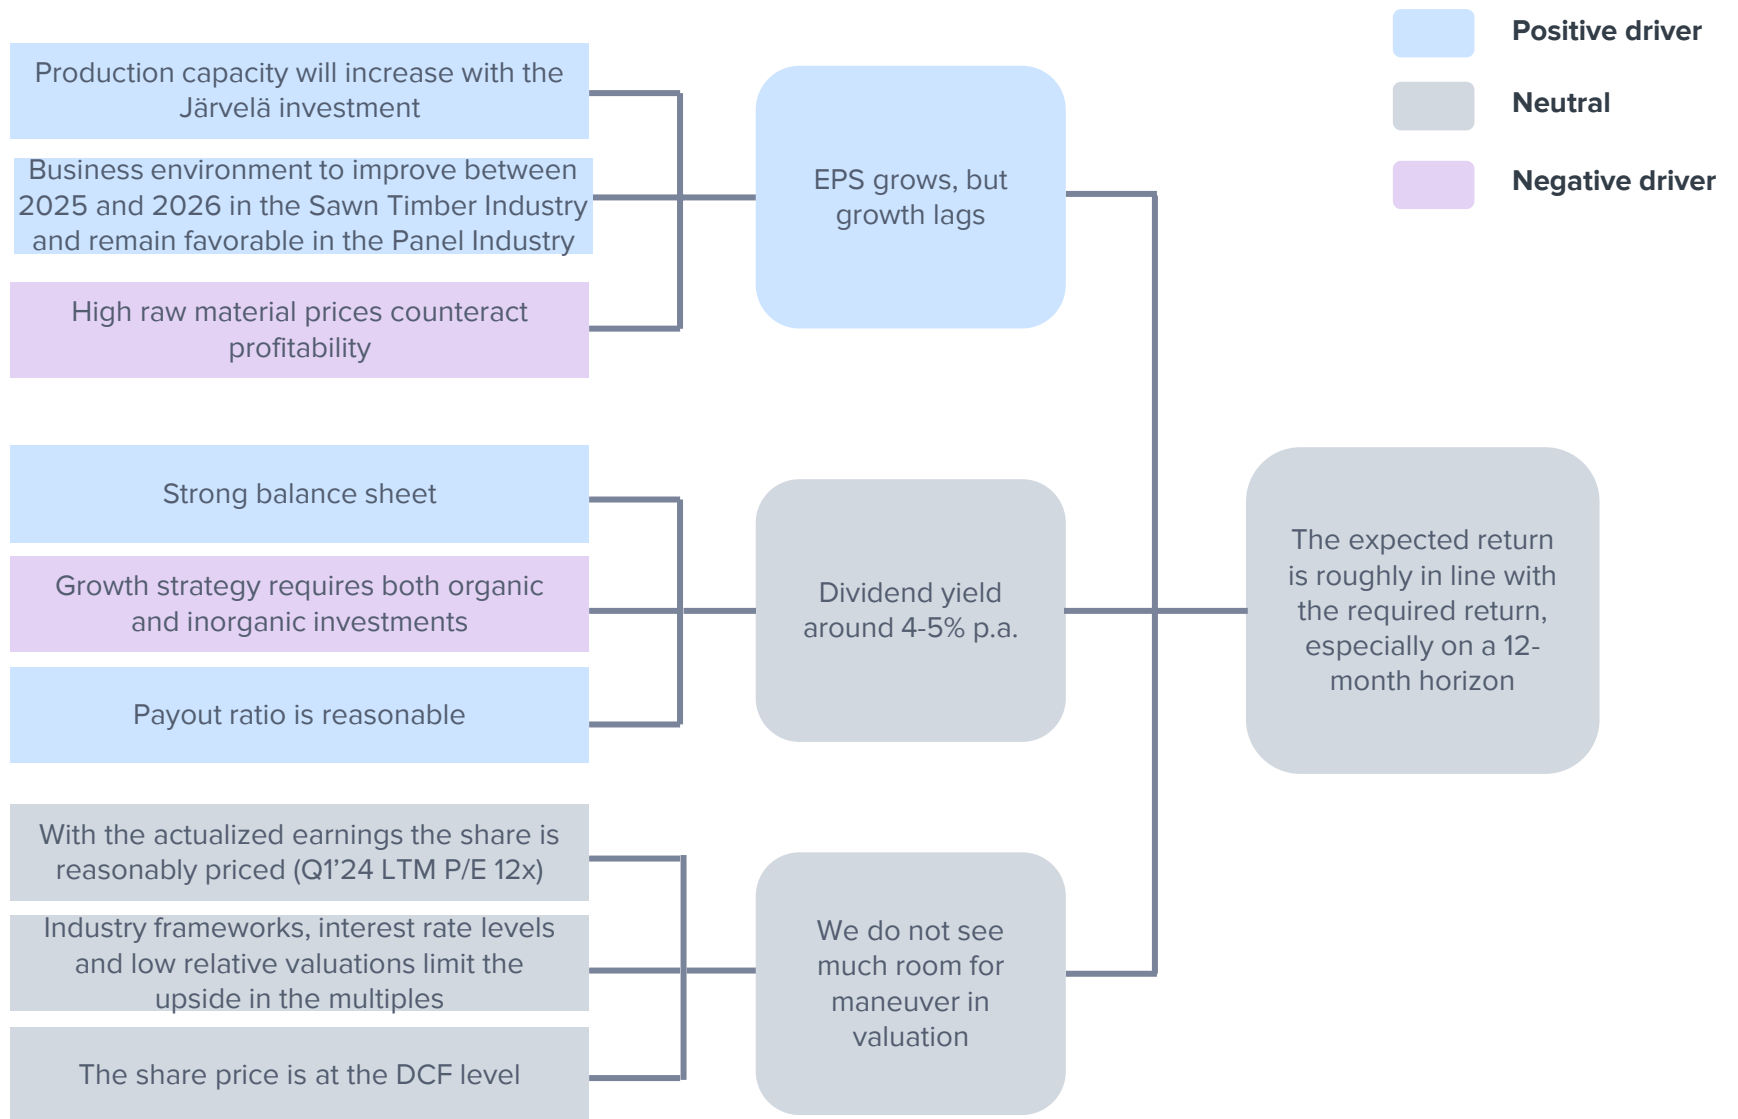 Positive driver
Neutral
Negative driver
Production capacity will increase with the
Järvelä investment
Business environment to improve between
2025 and 2026 in the Sawn Timber Industry
and remain favorable in the Panel Industry
High raw material prices counteract
profitability
EPS grows, but
growth lags
Strong balance sheet
Growth strategy requires both organic
and inorganic investments
Payout ratio is reasonable
Dividend yield
around 4-5% p.a.
With the actualized earnings the share is
reasonably priced (Q1’24 LTM P/E 12x)
Industry frameworks, interest rate levels
and low relative valuations limit the
upside in the multiples
The share price is at the DCF level
We do not see
much room for
maneuver in
valuation
The expected return
is roughly in line with
the required return,
especially on a 12-
month horizon